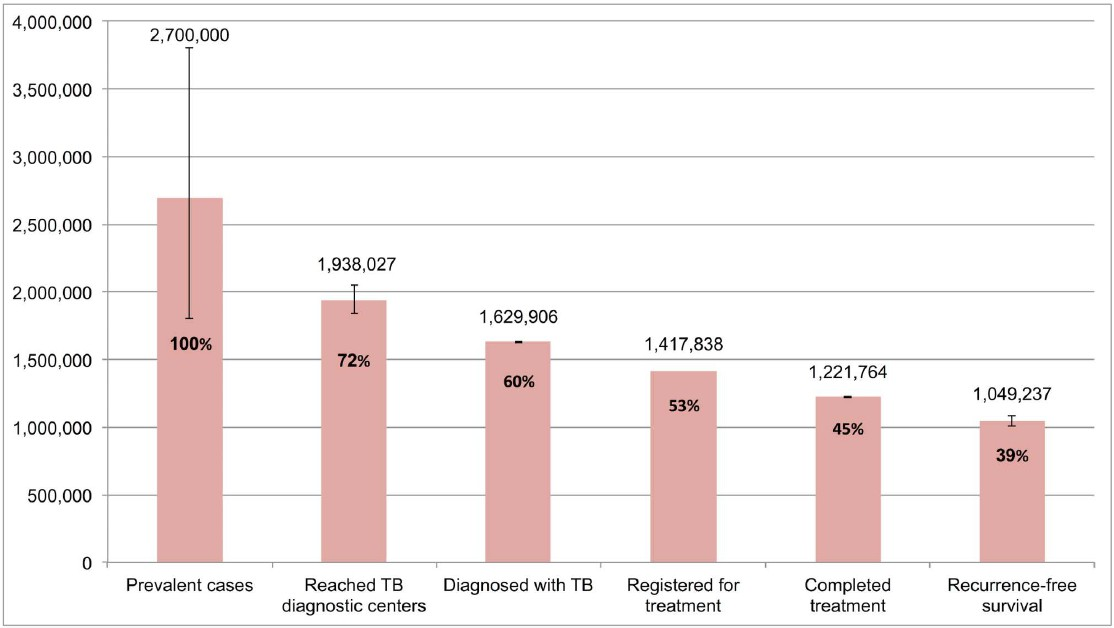 4,000,000
3,500,000
3,000,000
2,500,000
2,000,000
1,500,000
1,000,000
500,000
0
2,700,000
1,938,027
1,629,906
1,417,838
1,221,764
1,049,237
100%
72%
60%
53%
45%
39%
Prevalent cases
Reached TB
diagnostic centers
Diagnosed with TB
Registered for
treatment
Completed
treatment
Recurrence-free
survival